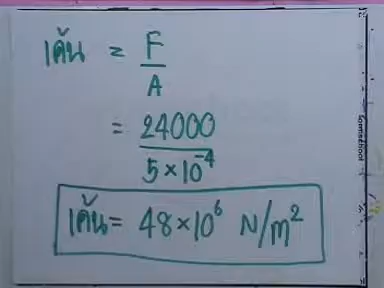 เค้น = F/A
= 24000/5×10⁻⁴
เค้น = 48×10⁶ N/m²